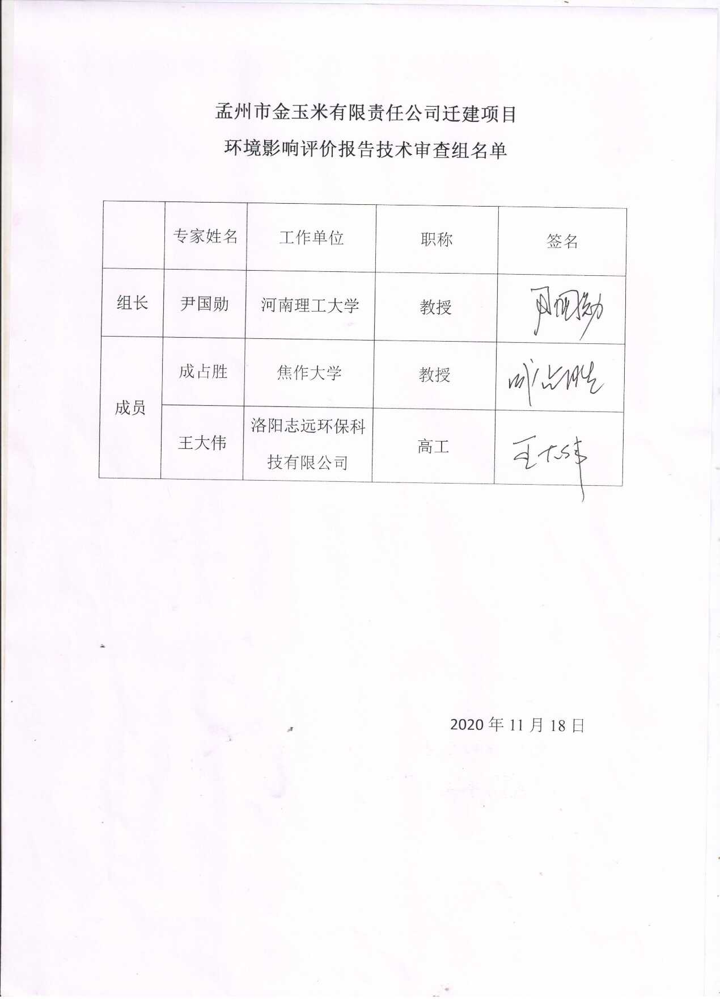 孟州市金玉米有限责任公司迁建项目
环境影响评价报告技术审查组名单
专家姓名 工作单位 职称 签名
组长 尹国勋 河南理工大学 教授 尹国勋
成员 成占胜 焦作大学 教授 成占胜
王大伟 洛阳志远环保科
技有限公司 高工 王大伟
2020 年 11 月 18 日